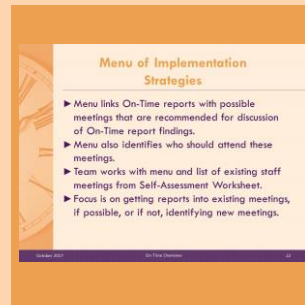 Menu of Implementation
Strategies
►Menu links On-Time reports with possible
meetings that are recommended for discussion
of On-Time report findings.
►Menu also identifies who should attend these
meetings.
►Team works with menu and list of existing staff
meetings from Self-Assessment Worksheet.
►Focus is on getting reports into existing meetings,
if possible, or if not, identifying new meetings.
October 2017 On-Time Overview 22